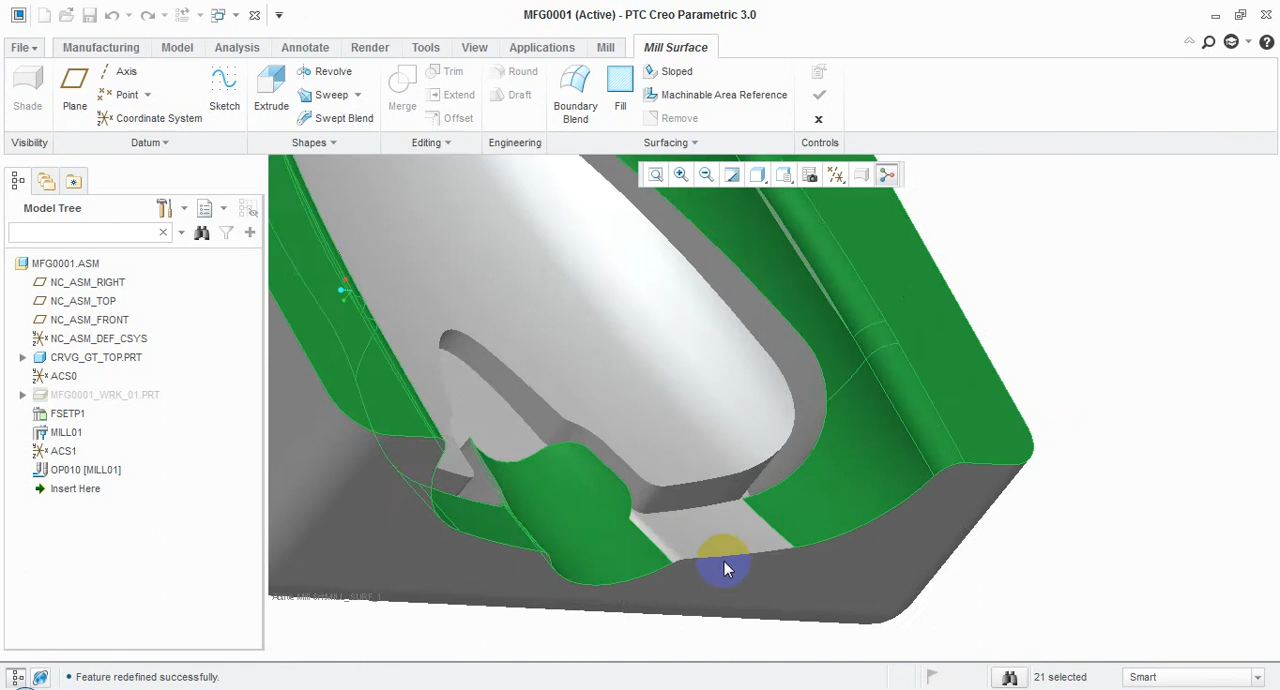 MFG0001 (Active) - PTC Creo Parametric 3.0
File Manufacturing Model Analysis Annotate Render Tools View Applications Mill Mill Surface
Shade
Plane
Axis
Point
Coordinate System
Sketch
Extrude
Revolve
Sweep
Swept Blend
Merge
Trim
Extend
Offset
Round
Draft
Boundary
Blend
Fill
Sloped
Machinable Area Reference
Remove
Visibility Datum Shapes Editing Engineering Surfacing Controls
Model Tree
MFG0001.ASM
NC_ASM_RIGHT
NC_ASM_TOP
NC_ASM_FRONT
NC_ASM_DEF_CSYS
CRVG_GT_TOP.PRT
ACS0
MFG0001_WRK_01.PRT
FSETP1
MILL01
ACS1
OP010 [MILL01]
Insert Here
Feature redefined successfully.
21 selected
Smart